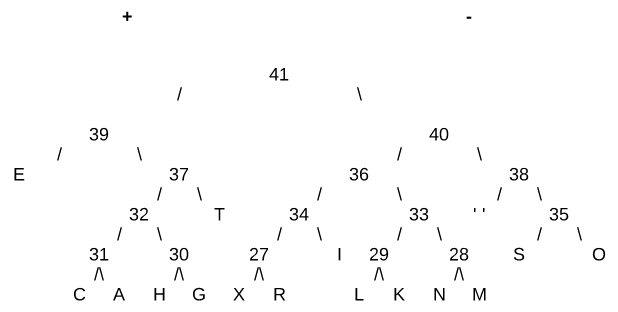 + -
41
/ \
39 40
/ \ / \
E 37 36 38
/ \ / \ / \
32 T 34 33 ' ' 35
/ \ / \ / \ / \
31 30 27 I 29 28 S O
/\ /\ /\ /\ /\
C A H G X R L K N M